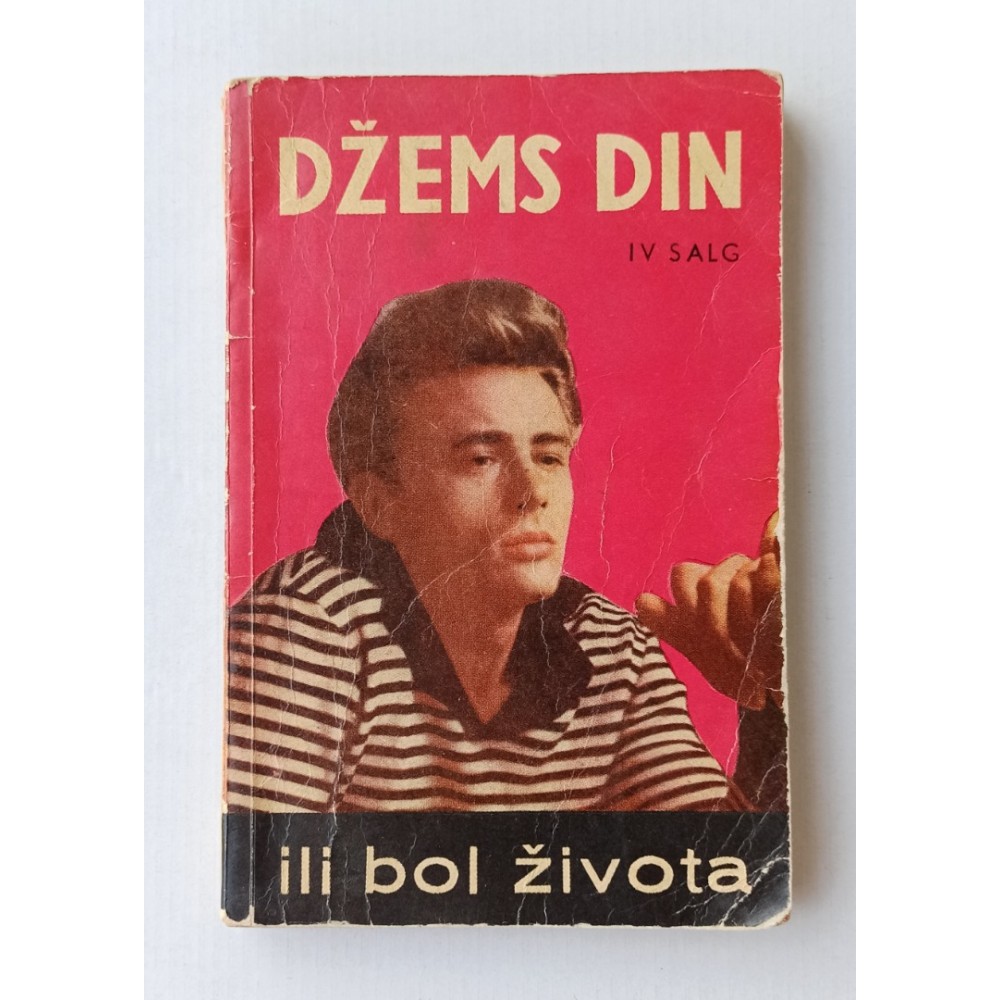 DŽEMS DIN
IV SALG
ili bol života